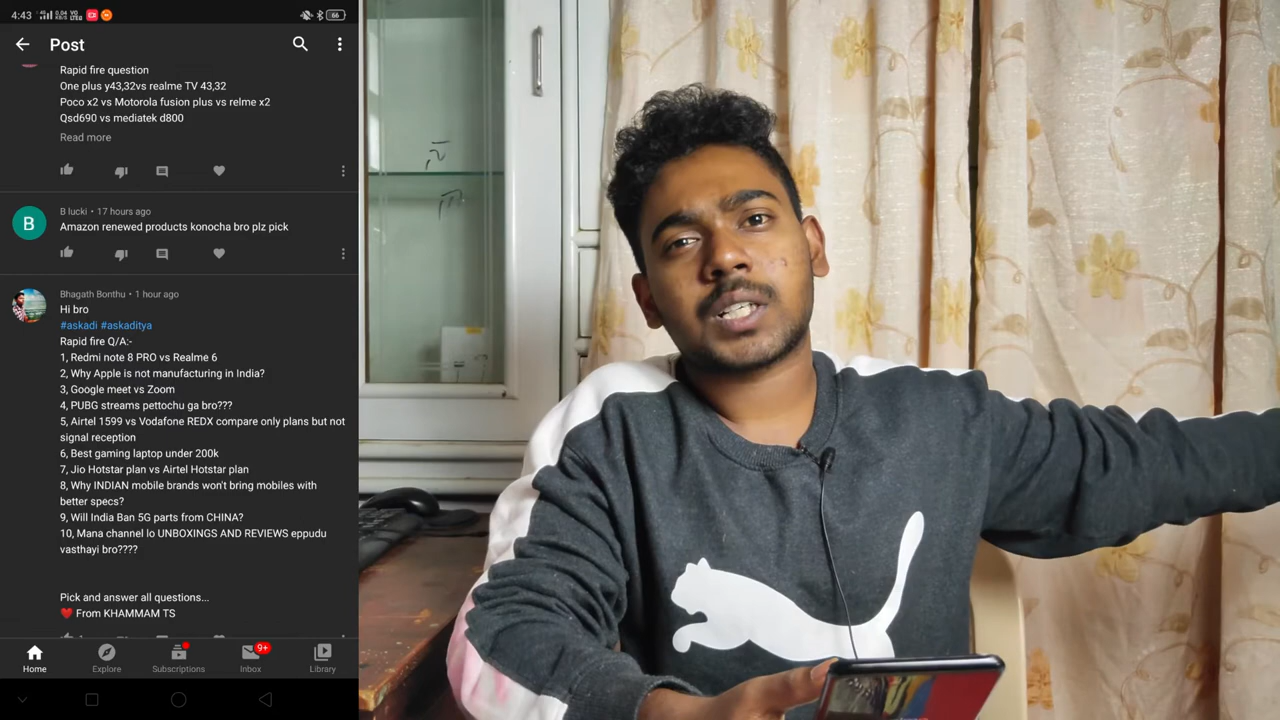 4:43
66
Post
Rapid fire question
One plus y43,32vs realme TV 43,32
Poco x2 vs Motorola fusion plus vs relme x2
Qsd690 vs mediatek d800
Read more
B
B lucki • 17 hours ago
Amazon renewed products konocha bro plz pick
Bhagath Bonthu • 1 hour ago
Hi bro
#askadi #askaditya
Rapid fire Q/A:-
1, Redmi note 8 PRO vs Realme 6
2, Why Apple is not manufacturing in India?
3, Google meet vs Zoom
4, PUBG streams pettochu ga bro???
5, Airtel 1599 vs Vodafone REDX compare only plans but not
signal reception
6, Best gaming laptop under 200k
7, Jio Hotstar plan vs Airtel Hotstar plan
8, Why INDIAN mobile brands won't bring mobiles with
better specs?
9, Will India Ban 5G parts from CHINA?
10, Mana channel lo UNBOXINGS AND REVIEWS eppudu
vasthayi bro????
Pick and answer all questions...
❤️ From KHAMMAM TS
9+
Home Explore Subscriptions Inbox Library